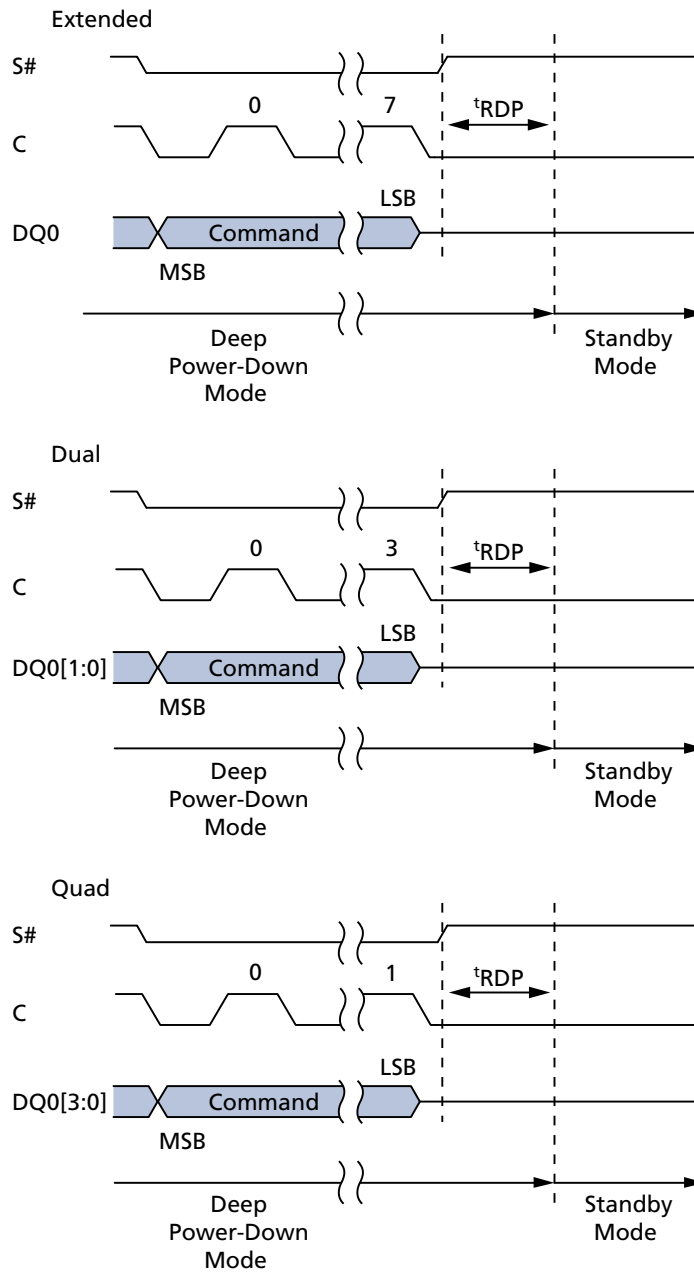 Extended
S#
0 7 tRDP
C
LSB
DQ0 Command
MSB
Deep
Power-Down
Mode
Standby
Mode
Dual
S#
0 3 tRDP
C
LSB
DQ0[1:0] Command
MSB
Deep
Power-Down
Mode
Standby
Mode
Quad
S#
0 1 tRDP
C
LSB
DQ0[3:0] Command
MSB
Deep
Power-Down
Mode
Standby
Mode